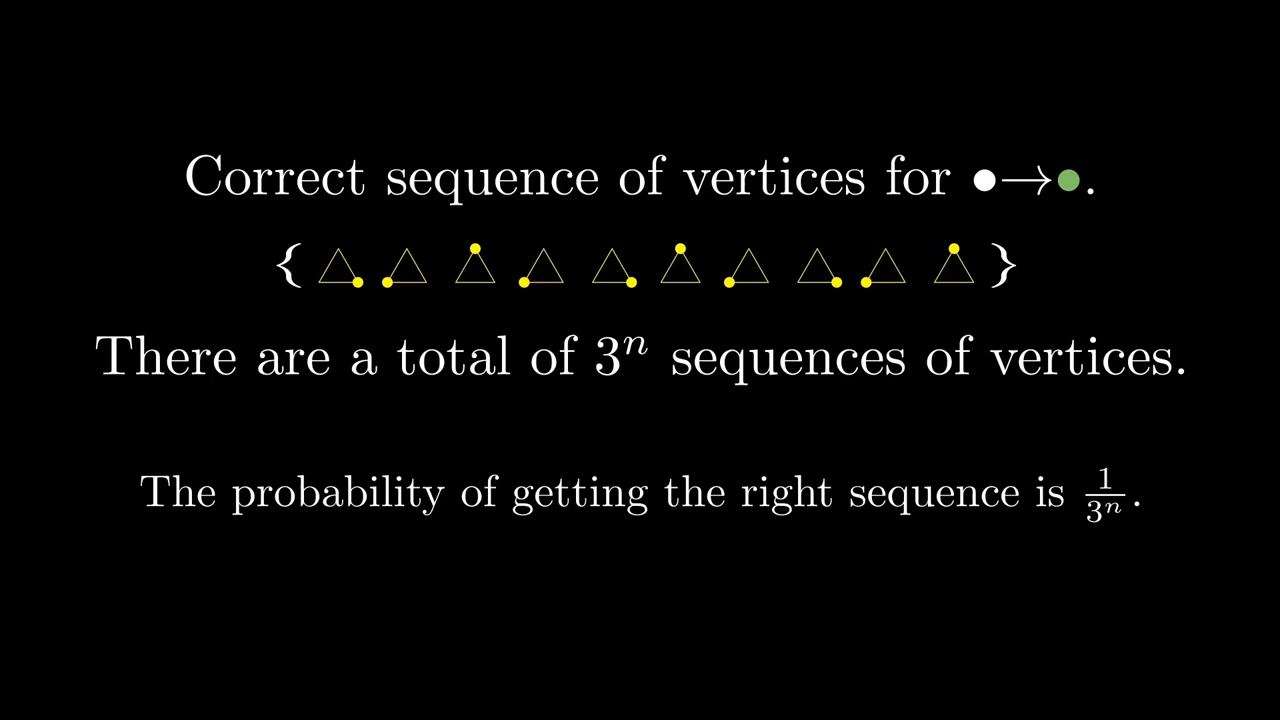 Correct sequence of vertices for ●→●.
{ }
There are a total of 3ⁿ sequences of vertices.
The probability of getting the right sequence is 1/3ⁿ.